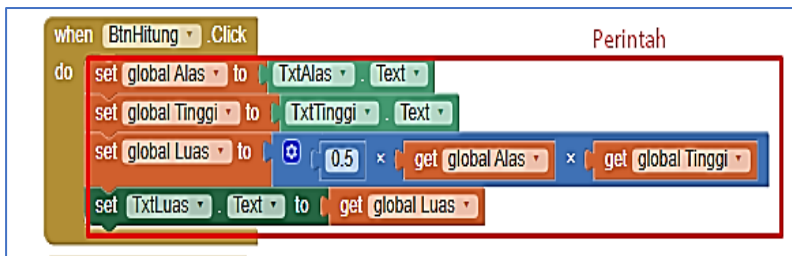 when BtnHitung .Click
Perintah
do set global Alas to TxtAlas . Text
set global Tinggi to TxtTinggi . Text
set global Luas to 0.5 × get global Alas × get global Tinggi
set TxtLuas . Text to get global Luas